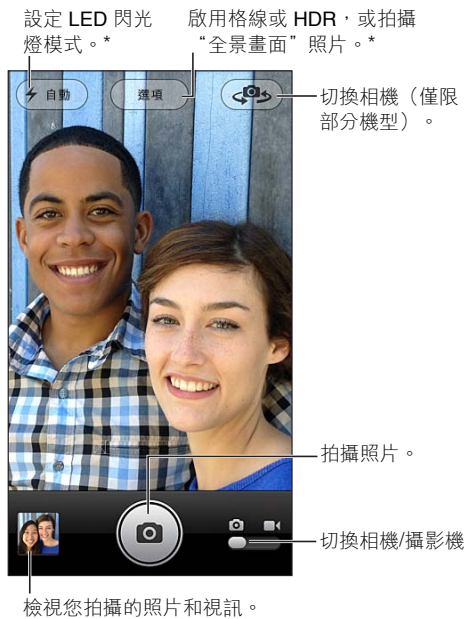 設定 LED 閃光
燈模式。*
啟用格線或 HDR，或拍攝
“全景畫面”照片。*
自動
選項
切換相機（僅限
部分機型）。
拍攝照片。
切換相機/攝影機
檢視您拍攝的照片和視訊。